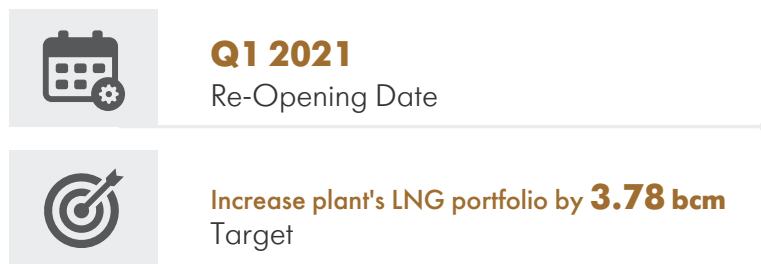 Q1 2021
Re-Opening Date
Increase plant's LNG portfolio by 3.78 bcm
Target